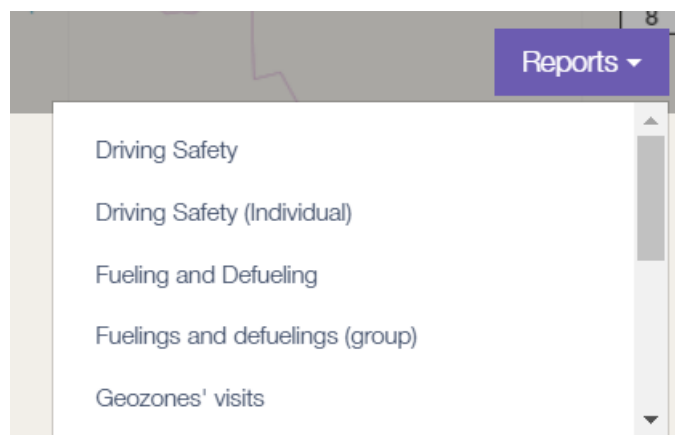 8
Reports
Driving Safety
Driving Safety (Individual)
Fueling and Defueling
Fuelings and defuelings (group)
Geozones' visits